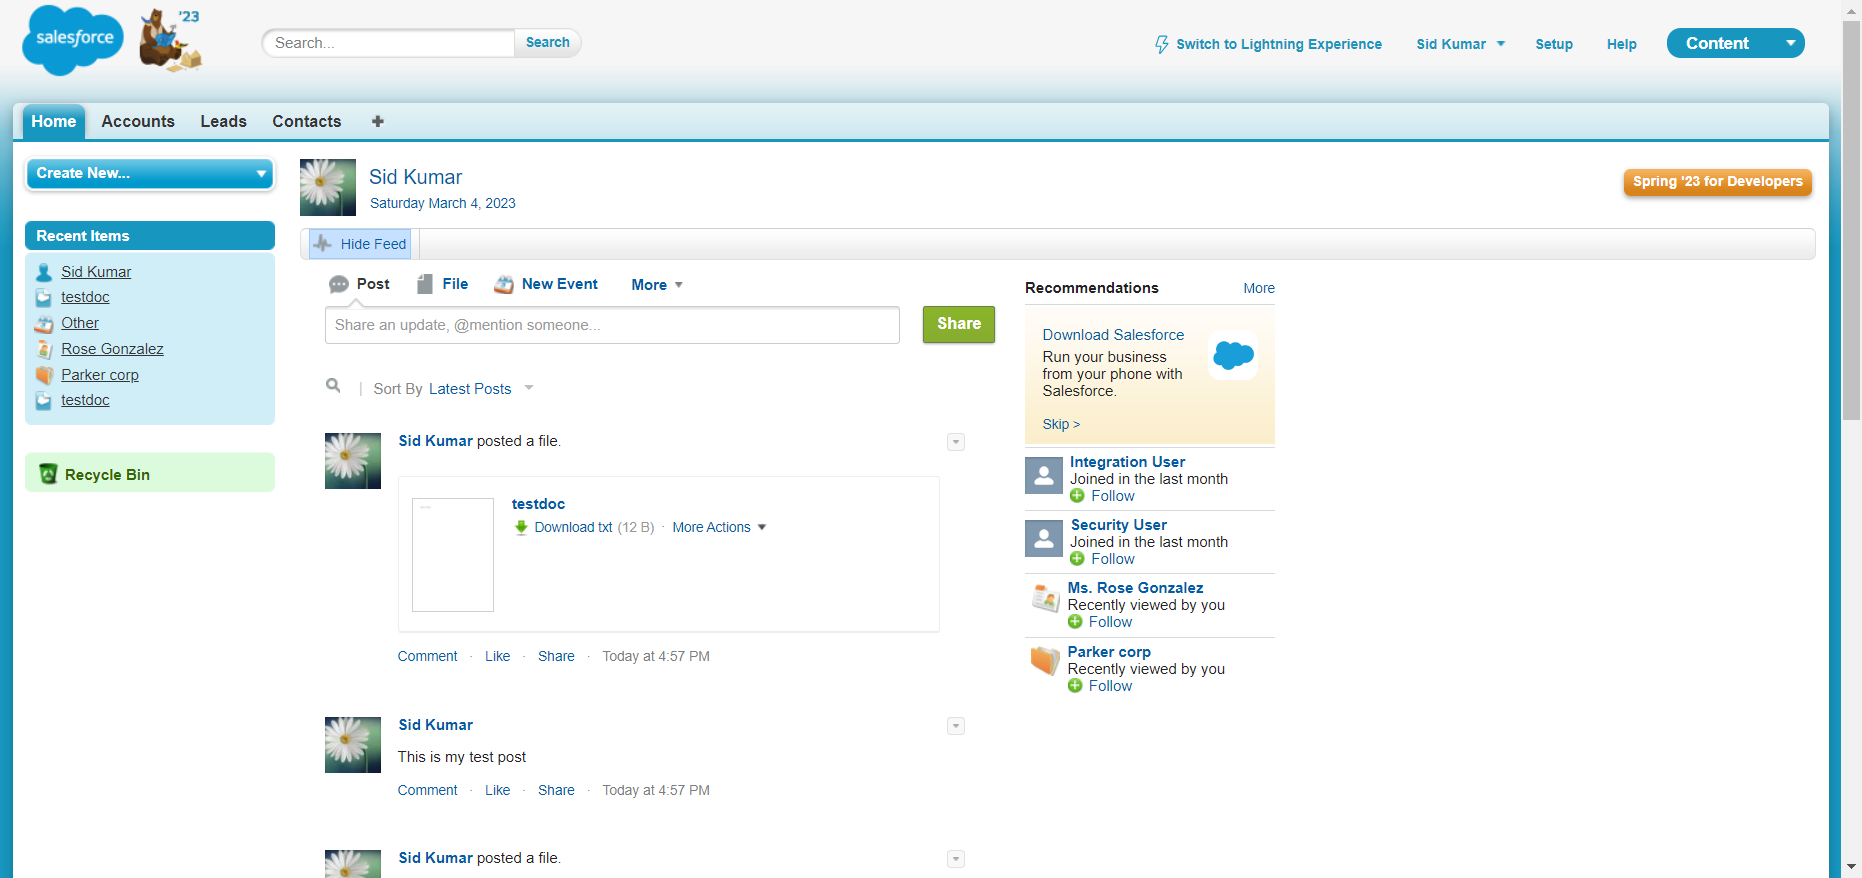 salesforce
'23
Search...
Search
Switch to Lightning Experience
Sid Kumar
Setup
Help
Content
Home
Accounts
Leads
Contacts
Create New...
Recent Items
Sid Kumar
testdoc
Other
Rose Gonzalez
Parker corp
testdoc
Recycle Bin
Sid Kumar
Saturday March 4, 2023
Spring '23 for Developers
Hide Feed
Post
File
New Event
More
Share an update, @mention someone...
Share
| Sort By Latest Posts
Sid Kumar posted a file.
testdoc
Download txt (12 B) · More Actions
Comment · Like · Share · Today at 4:57 PM
Sid Kumar
This is my test post
Comment · Like · Share · Today at 4:57 PM
Sid Kumar posted a file.
Recommendations
More
Download Salesforce
Run your business
from your phone with
Salesforce.
Skip >
Integration User
Joined in the last month
Follow
Security User
Joined in the last month
Follow
Ms. Rose Gonzalez
Recently viewed by you
Follow
Parker corp
Recently viewed by you
Follow